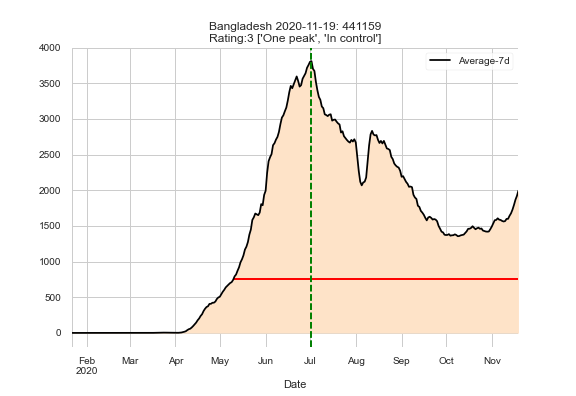 Bangladesh 2020-11-19: 441159
Rating:3 ['One peak', 'In control']
Average-7d
4000
3500
3000
2500
2000
1500
1000
500
0
Feb Mar Apr May Jun Jul Aug Sep Oct Nov
2020
Date